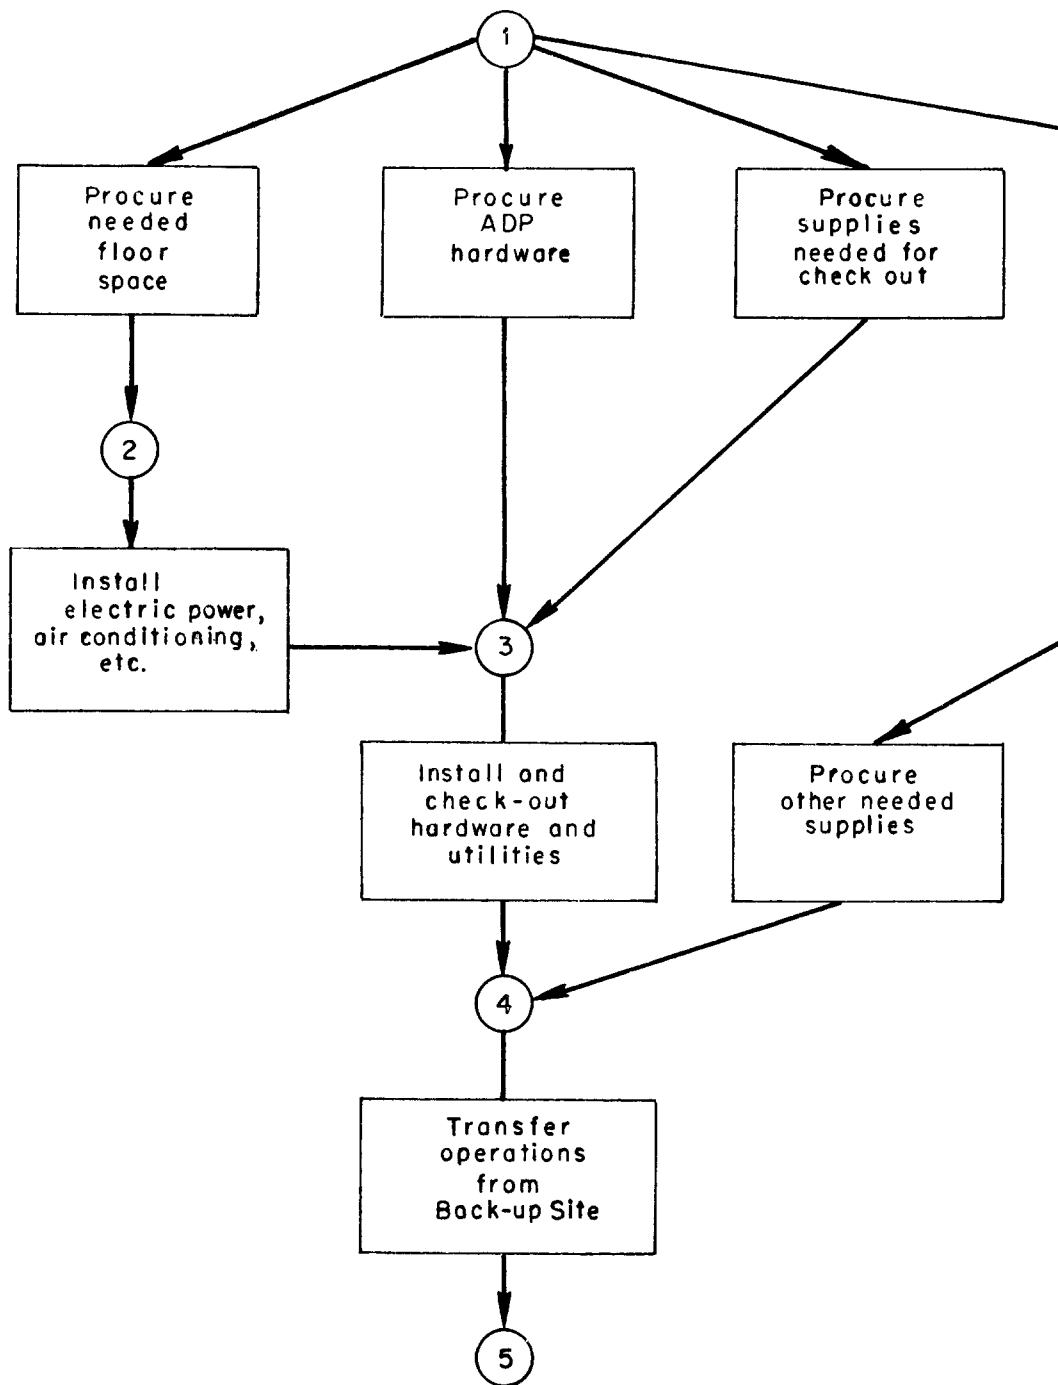 1
Procure
needed
floor
space
Procure
ADP
hardware
Procure
supplies
needed for
check out
2
Install
electric power,
air conditioning,
etc.
3
Install and
check-out
hardware and
utilities
Procure
other needed
supplies
4
Transfer
operations
from
Back-up Site
5